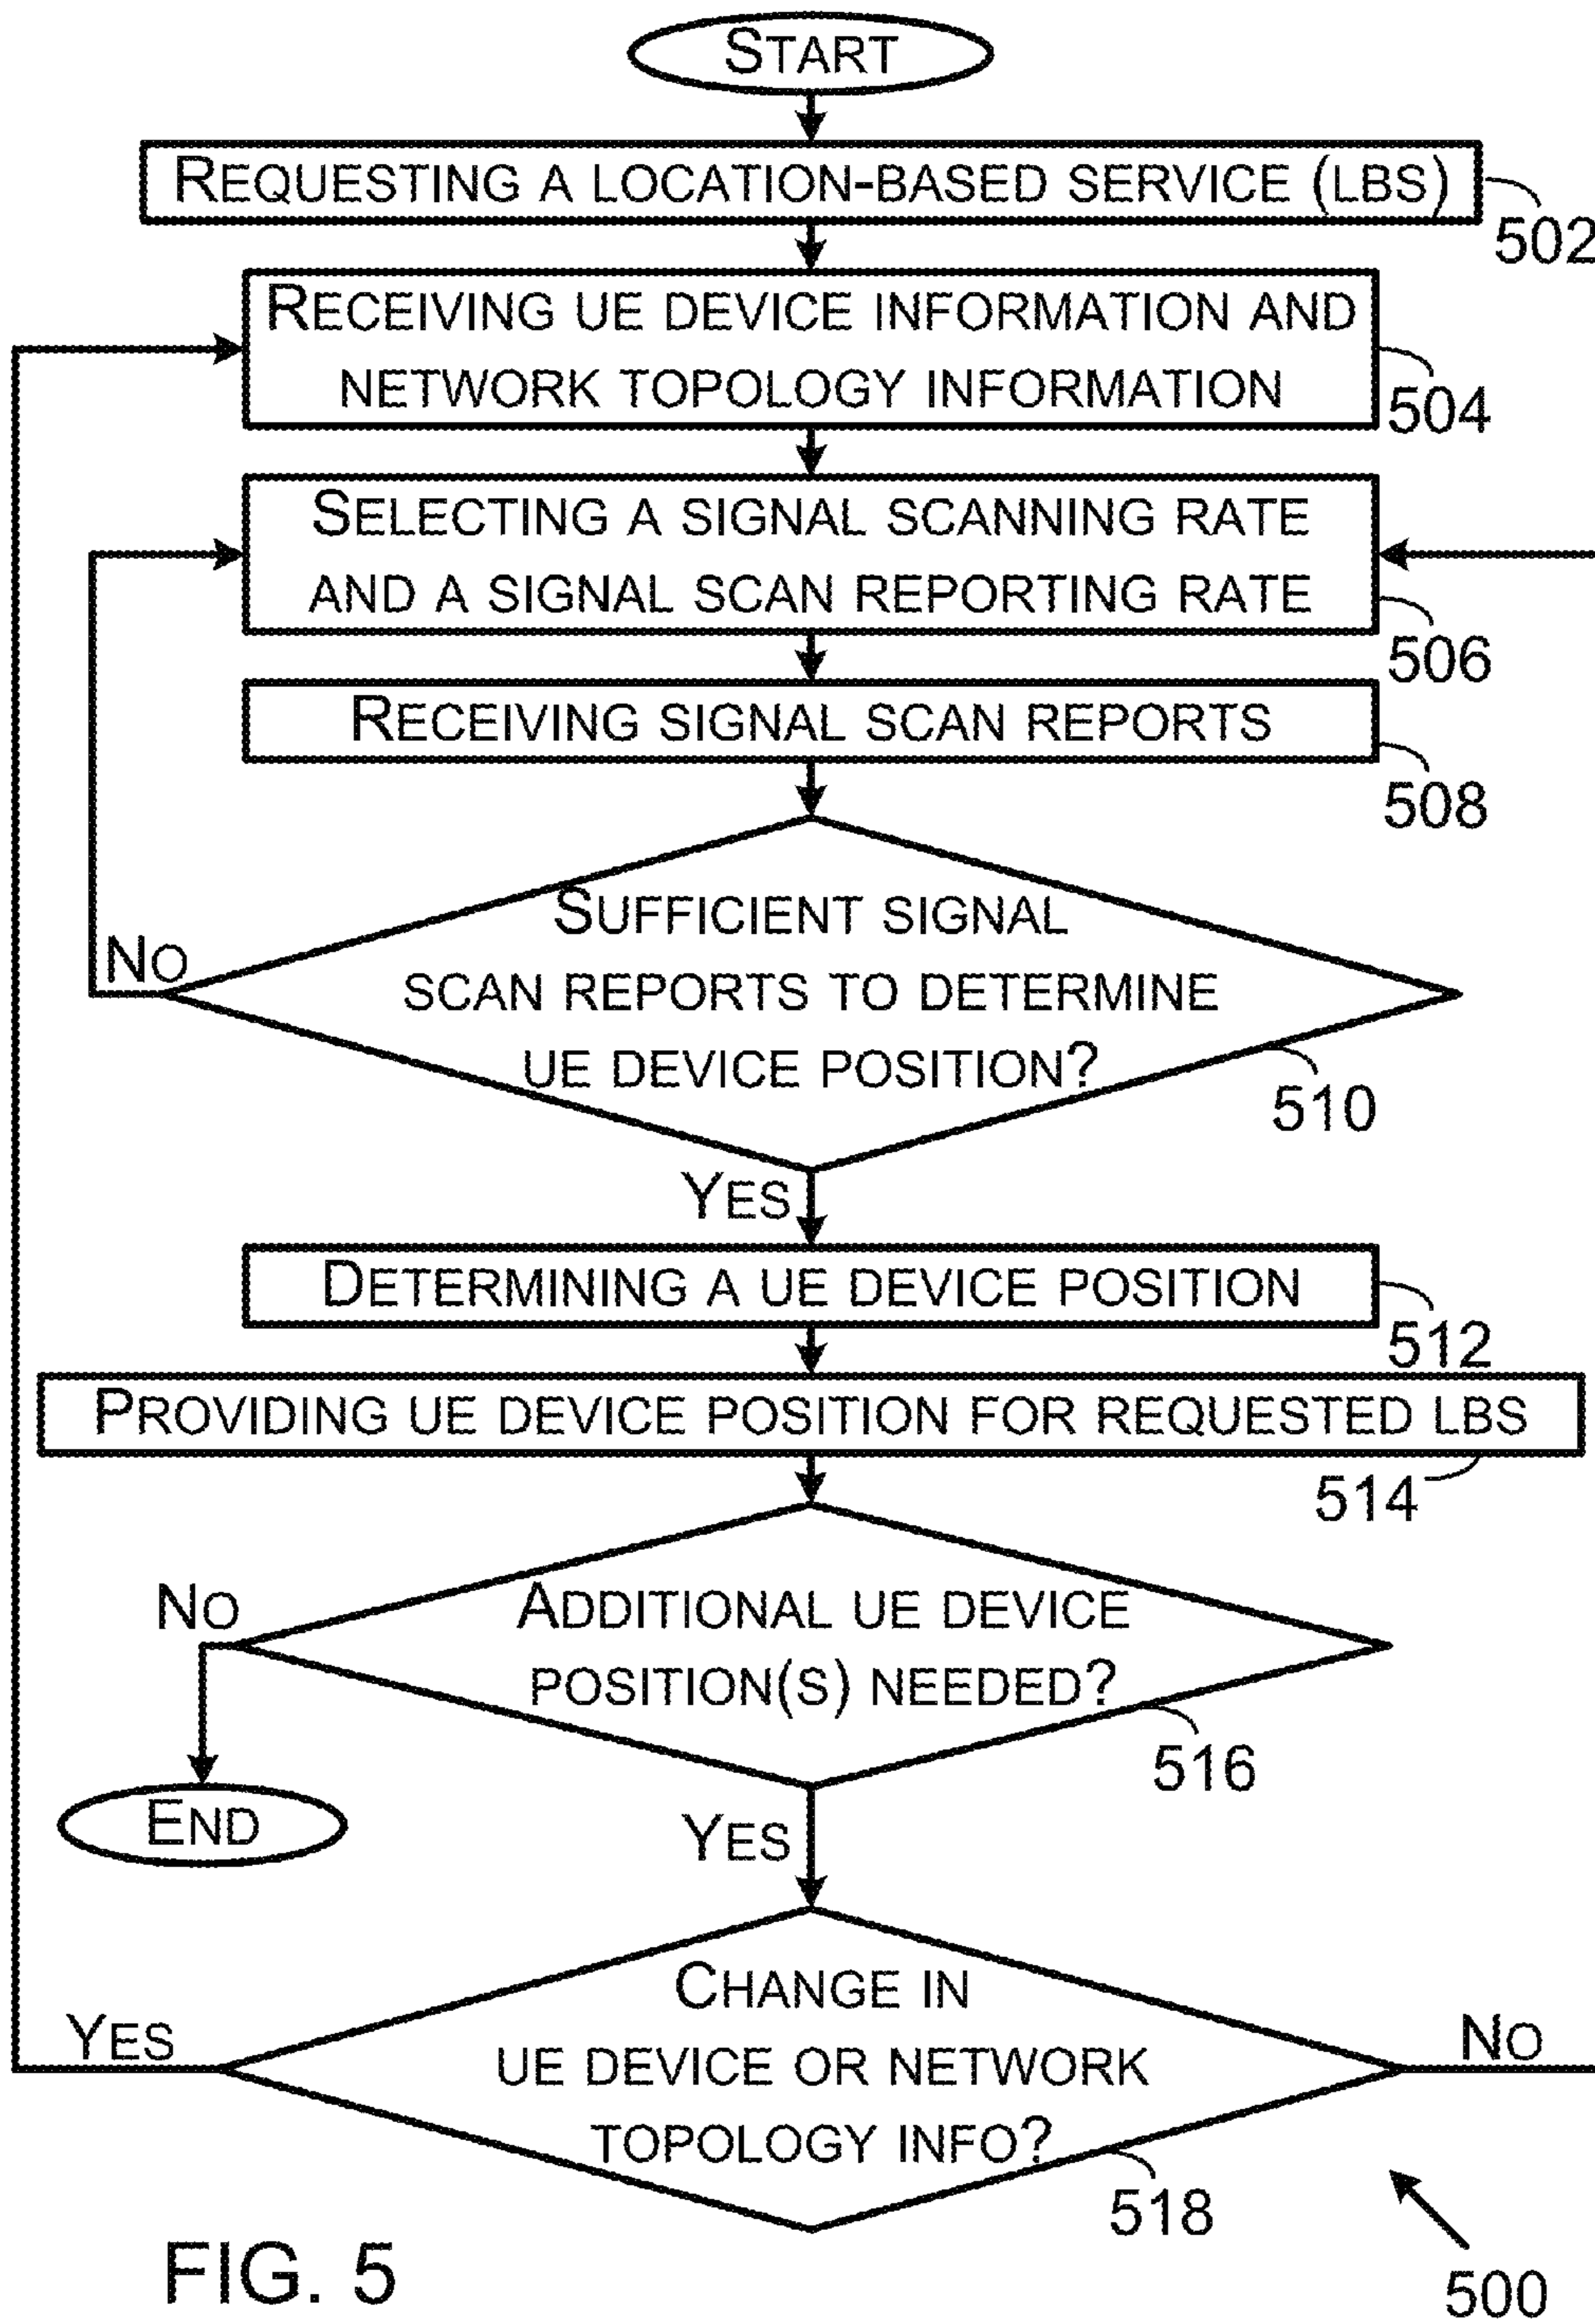 START
REQUESTING A LOCATION-BASED SERVICE (LBS)
502
RECEIVING UE DEVICE INFORMATION AND
NETWORK TOPOLOGY INFORMATION
504
SELECTING A SIGNAL SCANNING RATE
AND A SIGNAL SCAN REPORTING RATE
506
RECEIVING SIGNAL SCAN REPORTS
508
SUFFICIENT SIGNAL
SCAN REPORTS TO DETERMINE
UE DEVICE POSITION?
NO
510
YES
DETERMINING A UE DEVICE POSITION
512
PROVIDING UE DEVICE POSITION FOR REQUESTED LBS
514
ADDITIONAL UE DEVICE
POSITION(S) NEEDED?
NO
516
END
YES
CHANGE IN
UE DEVICE OR NETWORK
TOPOLOGY INFO?
YES
NO
518
FIG. 5
500